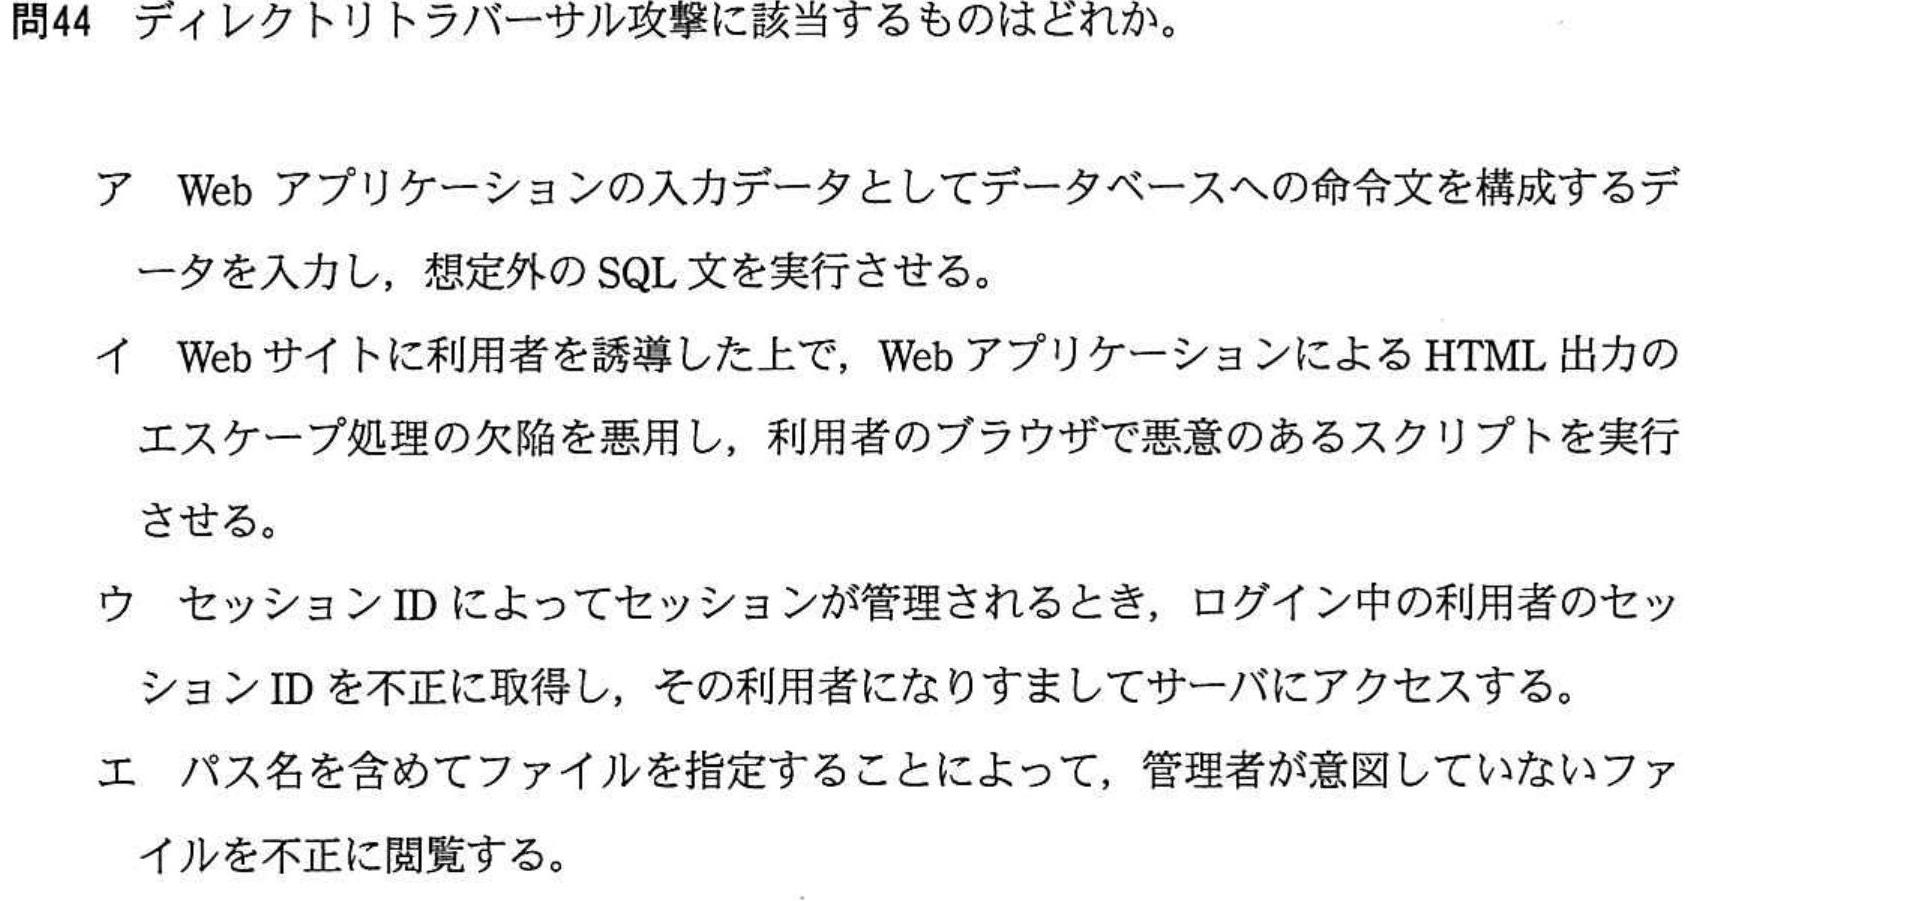 問44 ディレクトリトラバーサル攻撃に該当するものはどれか。
ア Web アプリケーションの入力データとしてデータベースへの命令文を構成するデ
ータを入力し，想定外の SQL 文を実行させる。
イ Web サイトに利用者を誘導した上で，Web アプリケーションによる HTML 出力の
エスケープ処理の欠陥を悪用し，利用者のブラウザで悪意のあるスクリプトを実行
させる。
ウ セッション ID によってセッションが管理されるとき，ログイン中の利用者のセッ
ション ID を不正に取得し，その利用者になりすましてサーバにアクセスする。
エ パス名を含めてファイルを指定することによって，管理者が意図していないファ
イルを不正に閲覧する。